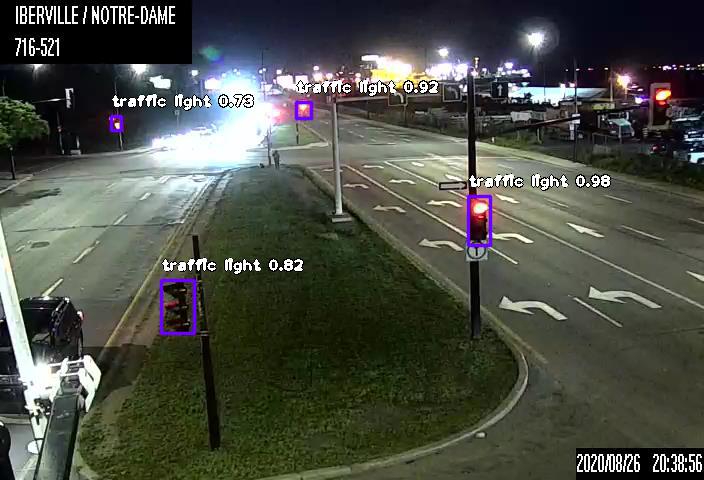 IBERVILLE / NOTRE-DAME
716-521
traffic light 0.73
traffic light 0.92
traffic light 0.98
traffic light 0.82
2020/08/26 20:38:56